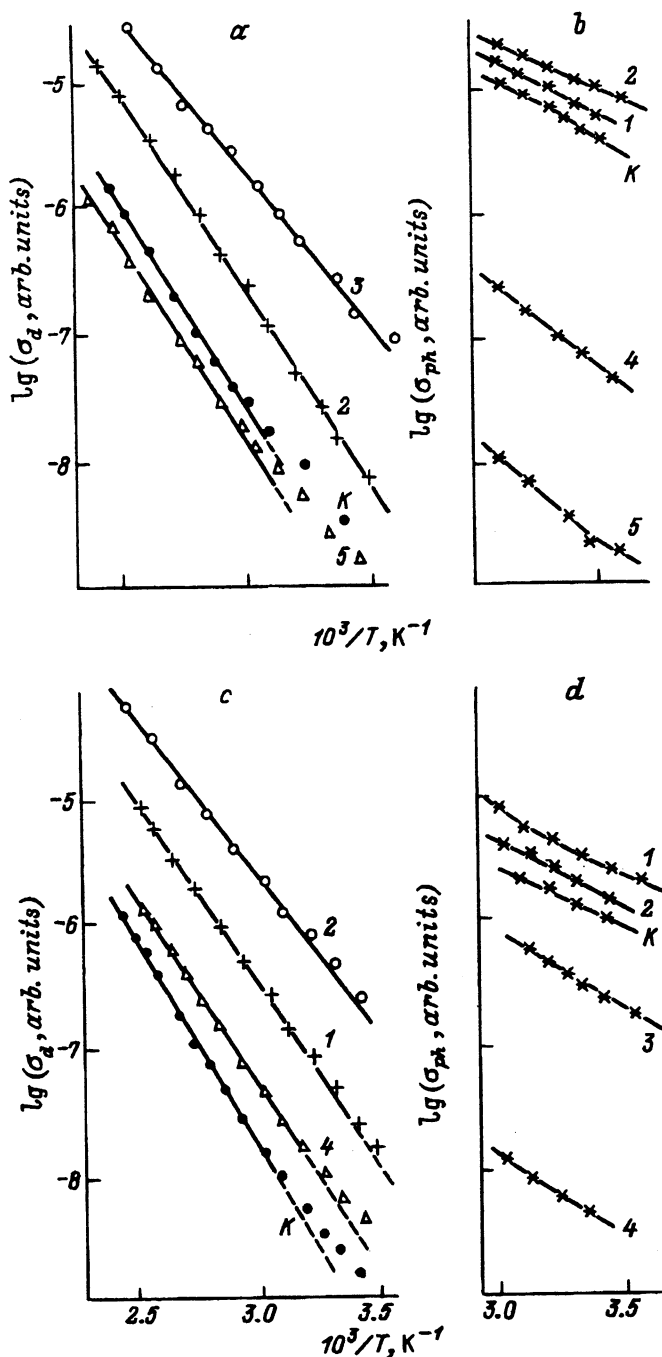 a
b
-5
-6
-7
-8
lg (σd, arb. units)
3
2
K
5
lg (σph, arb. units)
2
1
K
4
5
10³/T, K⁻¹
c
d
-5
-6
-7
-8
lg (σd, arb. units)
2
1
4
K
2.5 3.0 3.5
10³/T, K⁻¹
lg (σph, arb. units)
1
2
K
3
4
3.0 3.5